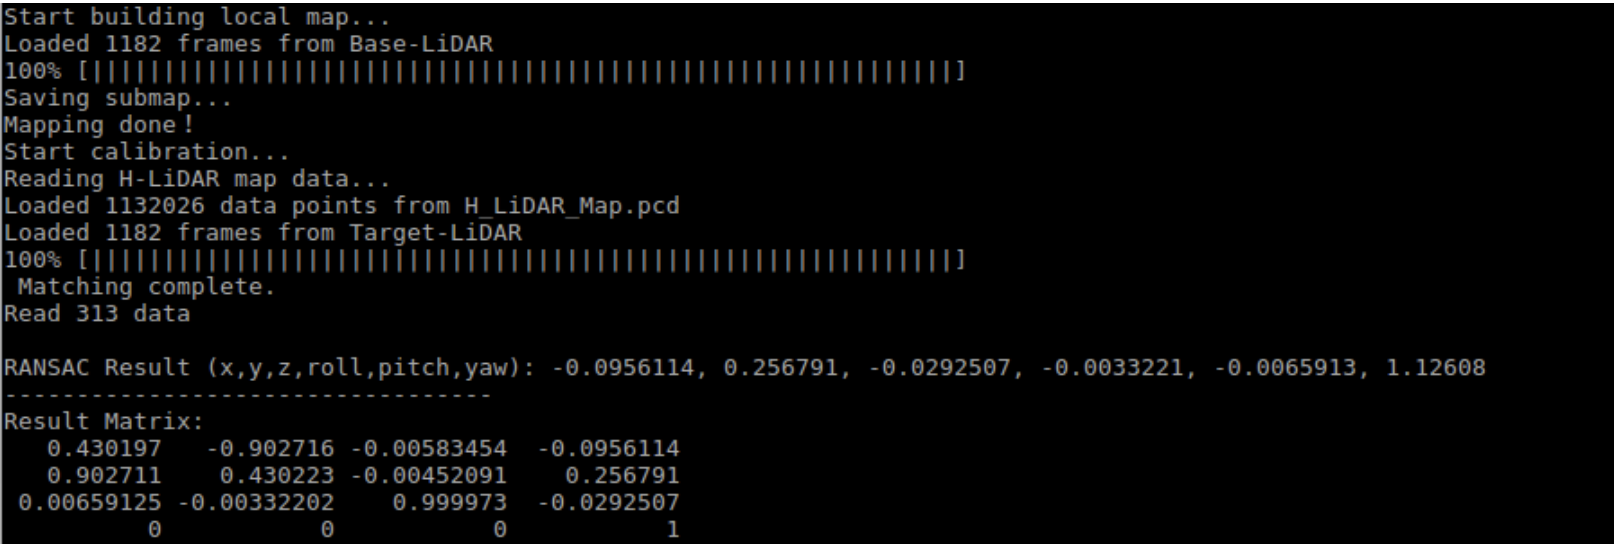 Start building local map...
Loaded 1182 frames from Base-LiDAR
100% [||||||||||||||||||||||||||||||||||||||||||||||||||||||||||||]
Saving submap...
Mapping done！
Start calibration...
Reading H-LiDAR map data...
Loaded 1132026 data points from H_LiDAR_Map.pcd
Loaded 1182 frames from Target-LiDAR
100% [||||||||||||||||||||||||||||||||||||||||||||||||||||||||||||]
 Matching complete.
Read 313 data

RANSAC Result (x,y,z,roll,pitch,yaw): -0.0956114, 0.256791, -0.0292507, -0.0033221, -0.0065913, 1.12608
----------------------------------
Result Matrix:
   0.430197   -0.902716 -0.00583454  -0.0956114
   0.902711    0.430223 -0.00452091    0.256791
 0.00659125 -0.00332202    0.999973  -0.0292507
          0           0           0           1